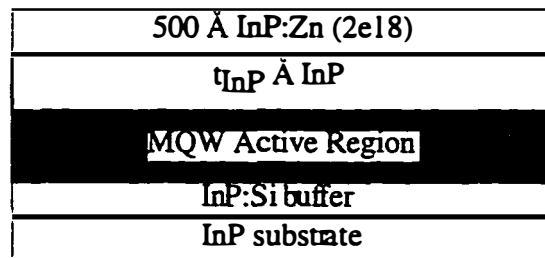 500 Å InP:Zn (2e18)
tInP Å InP
MQW Active Region
InP:Si buffer
InP substrate